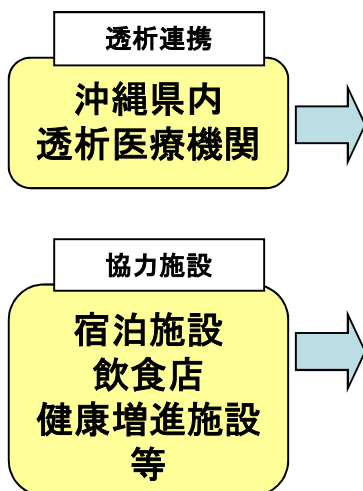 透析連携
沖縄県内
透析医療機関
協力施設
宿泊施設
飲食店
健康増進施設
等